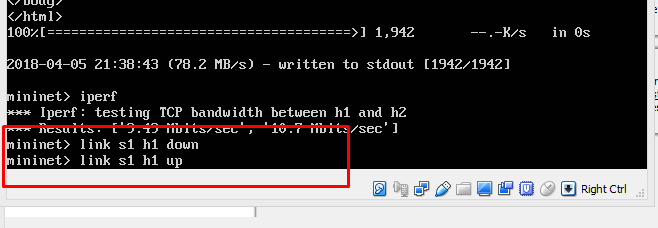 </body>
</html>
100%[====================================>] 1,942 --.-K/s in 0s
2018-04-05 21:38:43 (78.2 MB/s) - written to stdout [1942/1942]
mininet> iperf
*** Iperf: testing TCP bandwidth between h1 and h2
*** Results: ['9.49 Mbits/sec', '10.7 Mbits/sec']
mininet> link s1 h1 down
mininet> link s1 h1 up
Right Ctrl